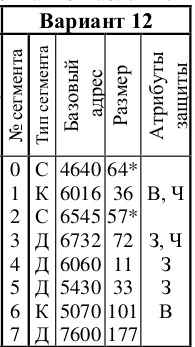 Вариант 12
№ сегмента Тип сегмента Базовый адрес Размер Атрибуты защиты
0 С 4640 64*
1 К 6016 36 В, Ч
2 С 6545 57*
3 Д 6732 72 З, Ч
4 Д 6060 11 З
5 Д 5430 33 З
6 К 5070 101 В
7 Д 7600 177